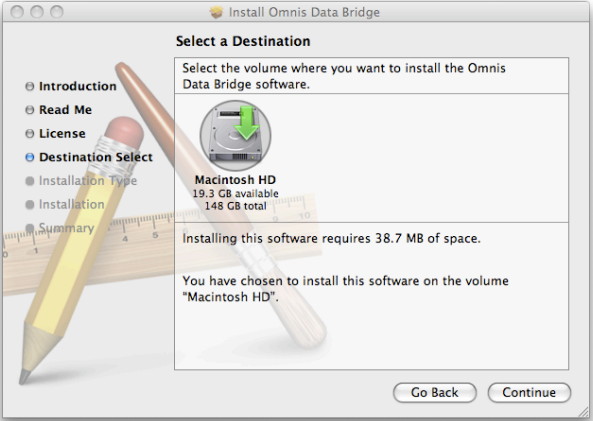 Install Omnis Data Bridge
Select a Destination
Introduction
Read Me
License
Destination Select
Installation Type
Installation
Summary
Select the volume where you want to install the Omnis
Data Bridge software.
Macintosh HD
19.3 GB available
148 GB total
Installing this software requires 38.7 MB of space.
You have chosen to install this software on the volume
“Macintosh HD”.
Go Back
Continue